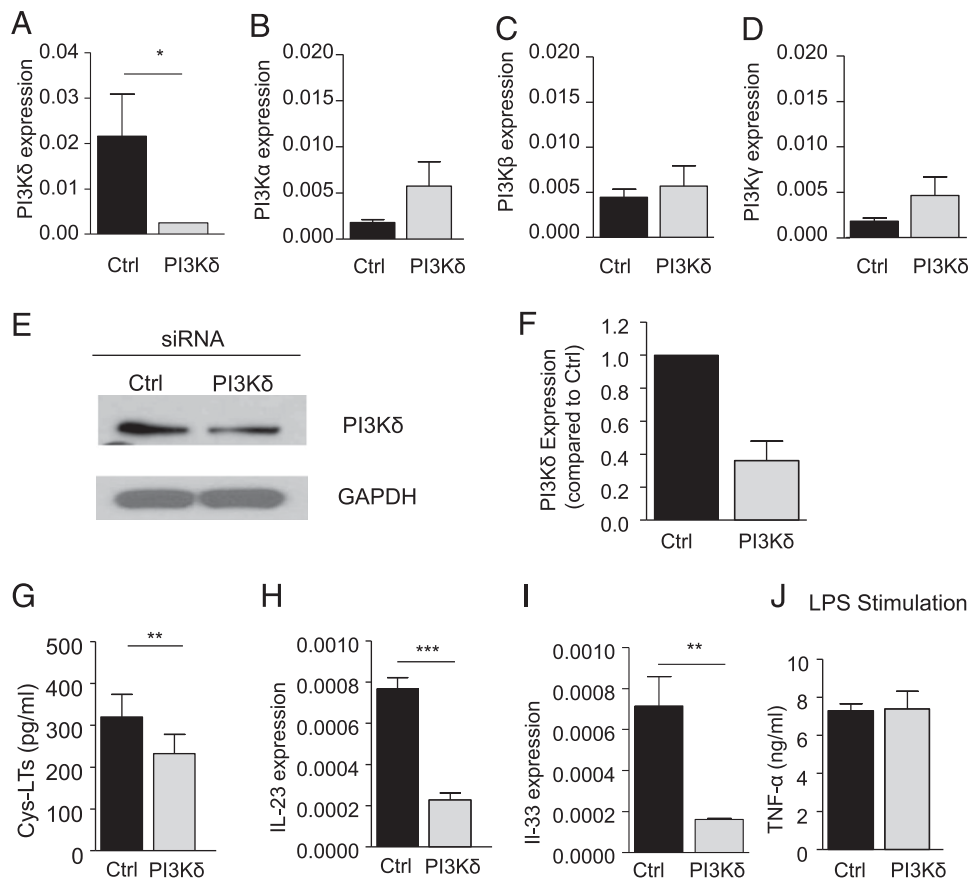 A
PI3Kδ expression
0.04
0.03
0.02
0.01
0.00
*
Ctrl
PI3Kδ
B
PI3Kα expression
0.020
0.015
0.010
0.005
0.000
Ctrl
PI3Kδ
C
PI3Kβ expression
0.020
0.015
0.010
0.005
0.000
Ctrl
PI3Kδ
D
PI3Kγ expression
0.020
0.015
0.010
0.005
0.000
Ctrl
PI3Kδ
E
siRNA
Ctrl
PI3Kδ
PI3Kδ
GAPDH
F
PI3Kδ Expression
(compared to Ctrl)
1.2
1.0
0.8
0.6
0.4
0.2
0.0
Ctrl
PI3Kδ
G
Cys-LTs (pg/ml)
500
400
300
200
100
0
**
Ctrl
PI3Kδ
H
IL-23 expression
0.0010
0.0008
0.0006
0.0004
0.0002
0.0000
***
Ctrl
PI3Kδ
I
Il-33 expression
0.0010
0.0008
0.0006
0.0004
0.0002
0.0000
**
Ctrl
PI3Kδ
J
LPS Stimulation
TNF-α (ng/ml)
10
8
6
4
2
0
Ctrl
PI3Kδ